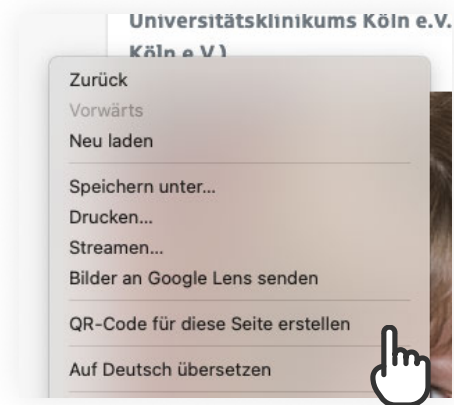 Universitätsklinikums Köln e.V.
Köln e.V.)
Zurück
Vorwärts
Neu laden
Speichern unter...
Drucken...
Streamen...
Bilder an Google Lens senden
QR-Code für diese Seite erstellen
Auf Deutsch übersetzen